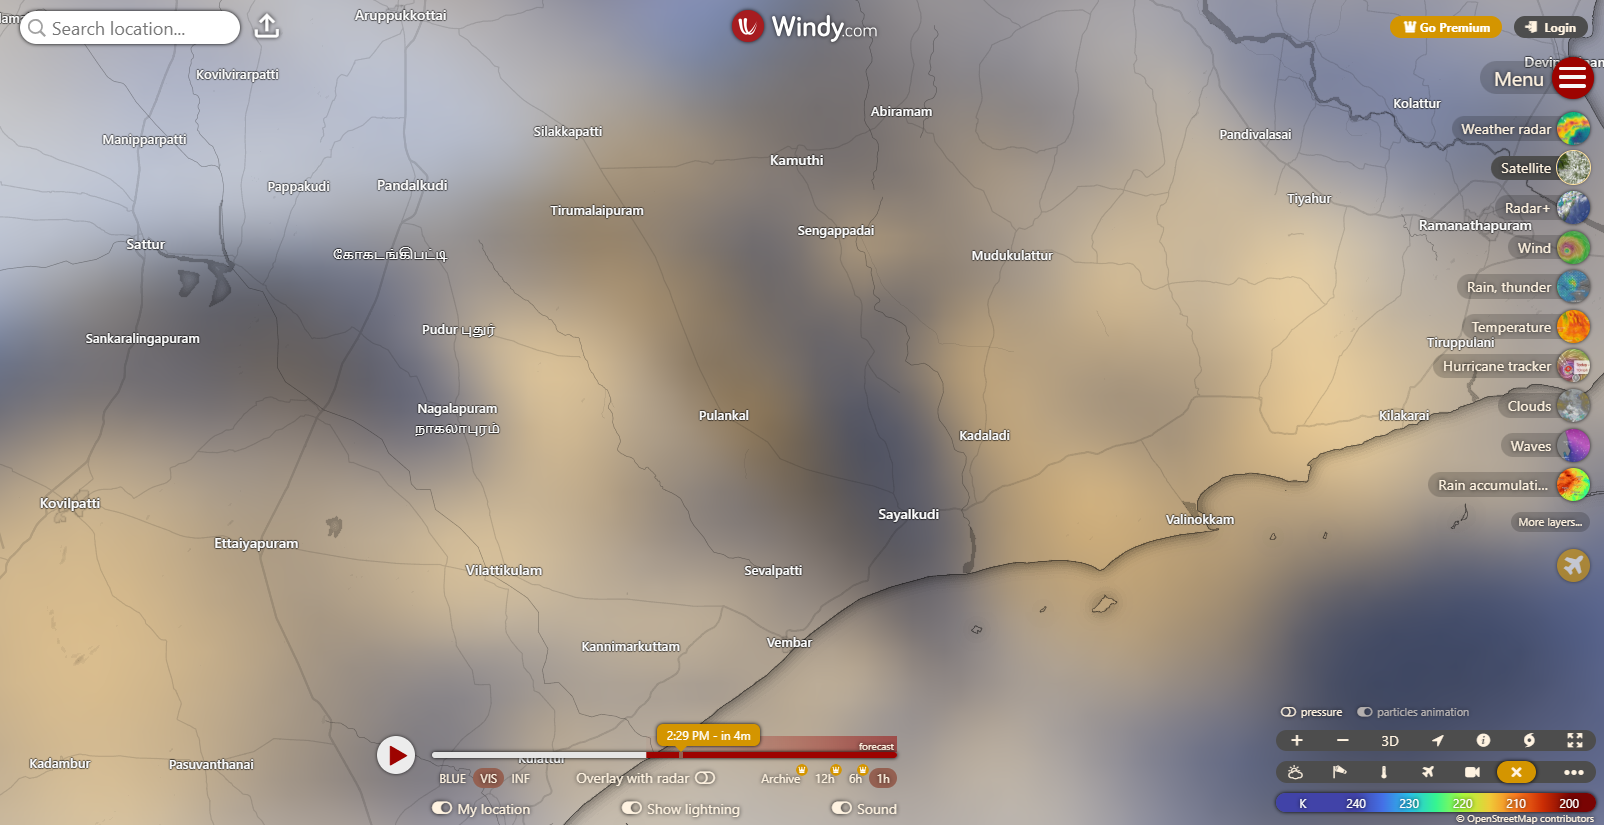 Aruppukkottai
Search location...
Windy.com
Go Premium
Login
Kovilvirarpatti
Menu
Kolattur
Abiramam
Silakkapatti
Weather radar
Pandivalasai
Manipparpatti
Kamuthi
Satellite
Pappakudi
Pandalkudi
Tiyahur
Tirumalaipuram
Radar+
Ramanathapuram
Sengappadai
Sattur
Wind
கோகடங்கிபட்டி
Mudukulattur
Rain, thunder
Pudur புதுர்
Temperature
Sankaralingapuram
Tiruppulani
Hurricane tracker
Nagalapuram
நாகலாபுரம்
Clouds
Pulankal
Kilakarai
Kadaladi
Waves
Rain accumulati...
Kovilpatti
Sayalkudi
Valinokkam
More layers...
Ettaiyapuram
Vilattikulam
Sevalpatti
Kannimarkuttam
Vembar
pressure
particles animation
2:29 PM - in 4m
forecast
3D
Kadambur
Pasuvanthanai
Kulattur
BLUE VIS INF
Overlay with radar
Archive 12h 6h 1h
My location
Show lightning
Sound
K 240 230 220 210 200
© OpenStreetMap contributors